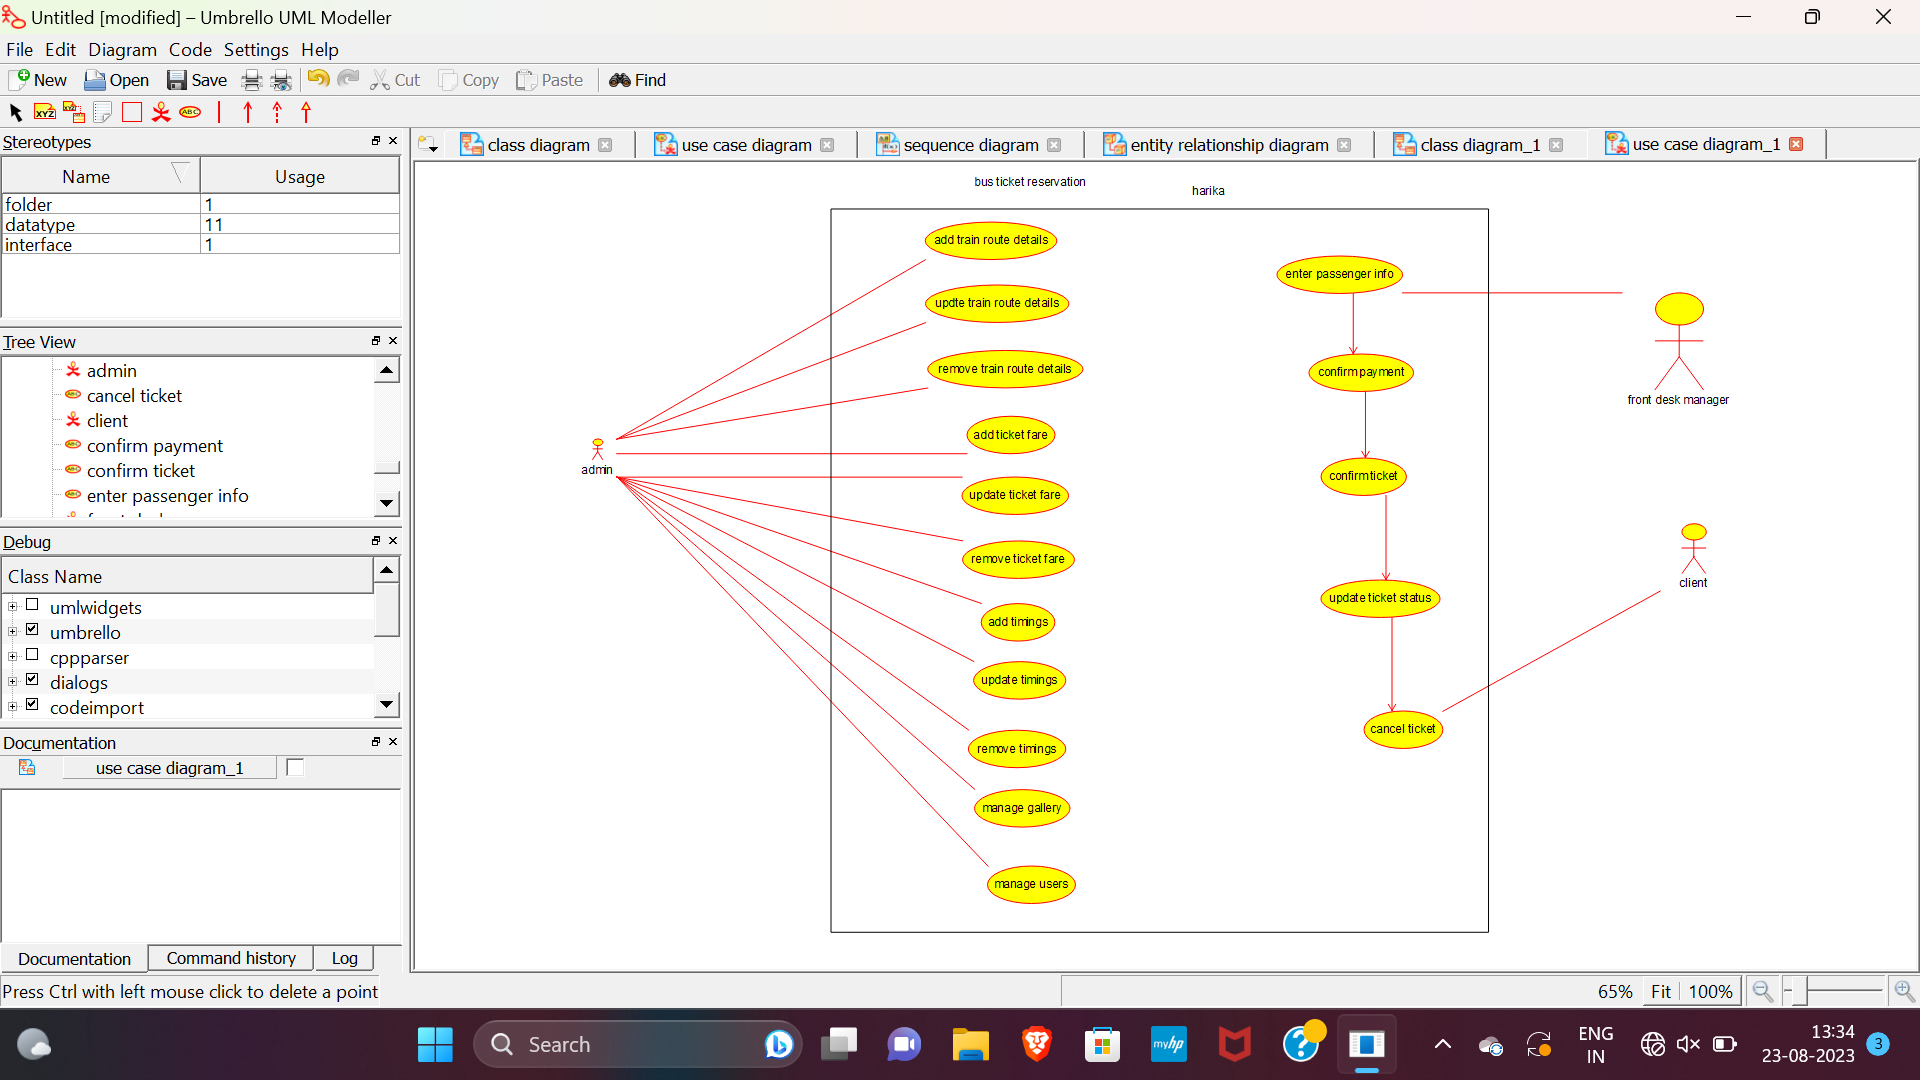 Untitled [modified] – Umbrello UML Modeller
File Edit Diagram Code Settings Help
New Open Save Cut Copy Paste Find
Stereotypes
Name Usage
folder 1
datatype 11
interface 1
Tree View
admin
cancel ticket
client
confirm payment
confirm ticket
enter passenger info
Debug
Class Name
umlwidgets
umbrello
cppparser
dialogs
codeimport
Documentation
use case diagram_1
Documentation Command history Log
Press Ctrl with left mouse click to delete a point
class diagram use case diagram sequence diagram entity relationship diagram class diagram_1 use case diagram_1
bus ticket reservation
harika
add train route details
updte train route details
remove train route details
add ticket fare
update ticket fare
remove ticket fare
add timings
update timings
remove timings
manage gallery
manage users
admin
enter passenger info
confirm payment
confirm ticket
update ticket status
cancel ticket
front desk manager
client
65% Fit 100%
Search
myhp
ENG
IN
13:34
23-08-2023
3